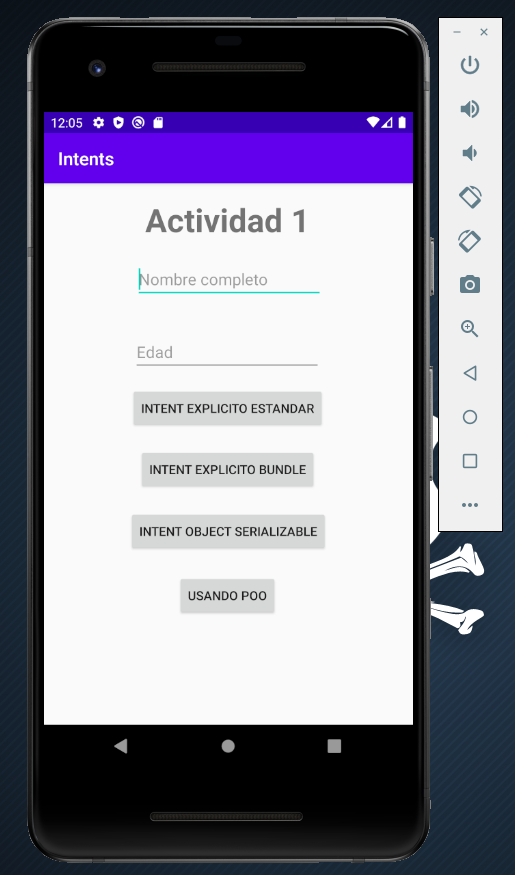 12:05
Intents
Actividad 1
Nombre completo
Edad
INTENT EXPLICITO ESTANDAR
INTENT EXPLICITO BUNDLE
INTENT OBJECT SERIALIZABLE
USANDO POO